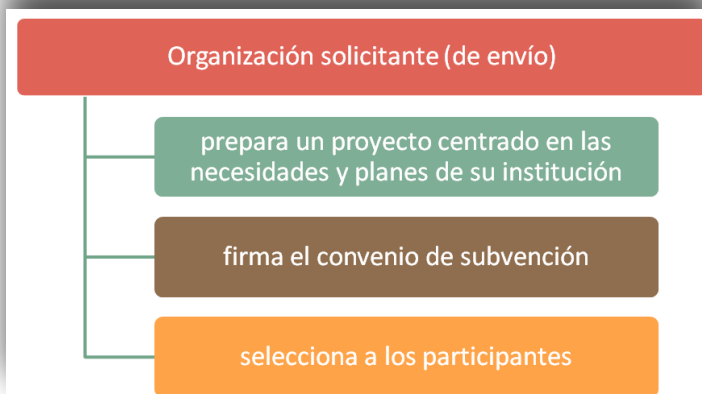 Organización solicitante (de envío)
prepara un proyecto centrado en las
necesidades y planes de su institución
firma el convenio de subvención
selecciona a los participantes